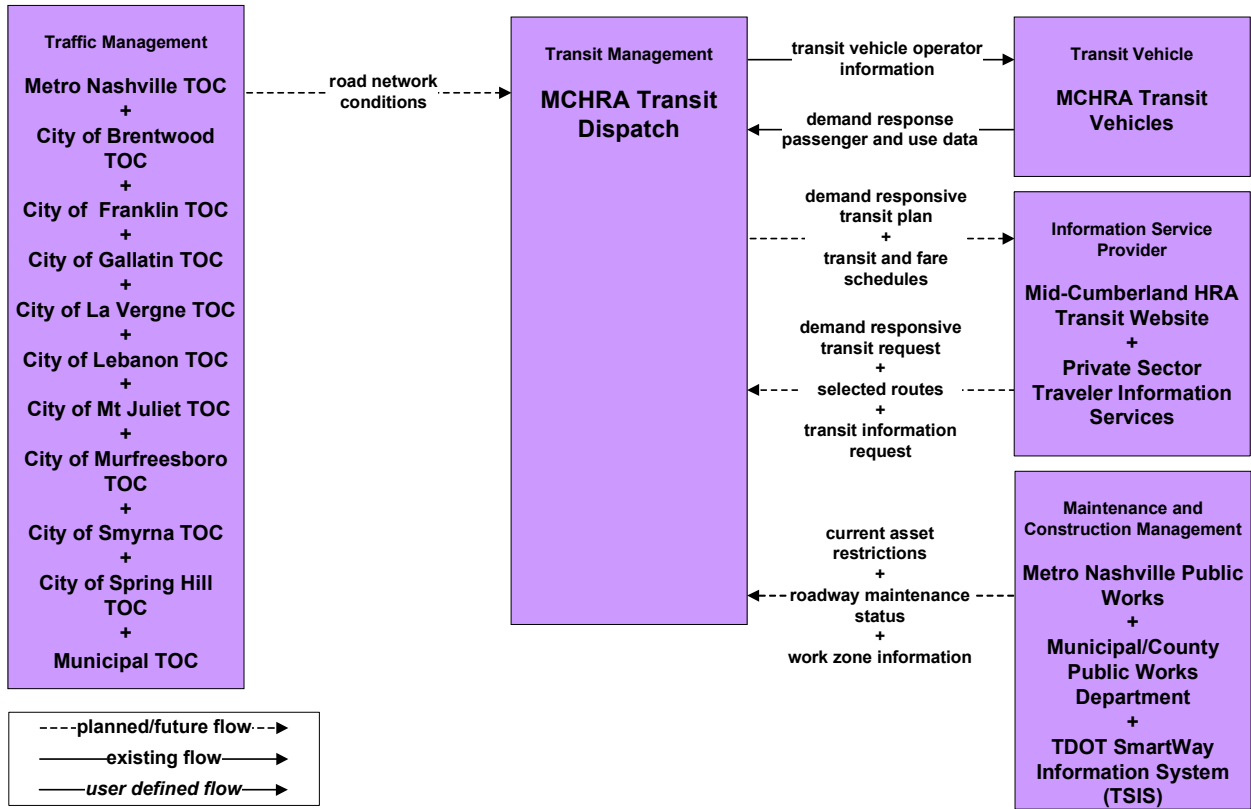 Traffic Management
Metro Nashville TOC
+
City of Brentwood
TOC
+
City of Franklin TOC
+
City of Gallatin TOC
+
City of La Vergne TOC
+
City of Lebanon TOC
+
City of Mt Juliet TOC
+
City of Murfreesboro
TOC
+
City of Smyrna TOC
+
City of Spring Hill
TOC
+
Municipal TOC
road network
conditions
Transit Management
MCHRA Transit
Dispatch
transit vehicle operator
information
demand response
passenger and use data
demand responsive
transit plan
+
transit and fare
schedules
demand responsive
transit request
+
selected routes
+
transit information
request
current asset
restrictions
+
roadway maintenance
status
+
work zone information
Transit Vehicle
MCHRA Transit
Vehicles
Information Service
Provider
Mid-Cumberland HRA
Transit Website
+
Private Sector
Traveler Information
Services
Maintenance and
Construction Management
Metro Nashville Public
Works
+
Municipal/County
Public Works
Department
+
TDOT SmartWay
Information System
(TSIS)
planned/future flow
existing flow
user defined flow